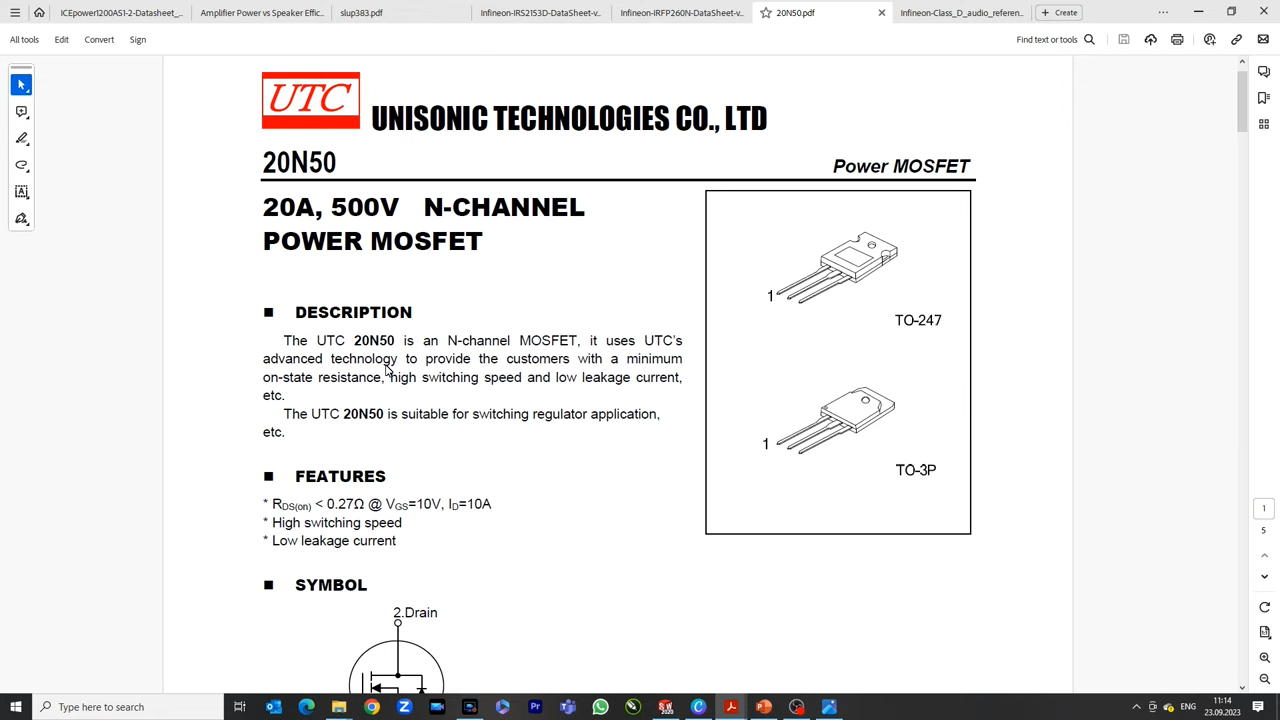 ICEpower1200AS1-2-Datasheet_...
Amplifier Power vs Speaker Effic...
slup383.pdf
Infineon-IRS2153D-DataSheet-v...
Infineon-IRFP260N-DataSheet-v...
20N50.pdf
Infineon-Class_D_audio_referen...
Create
All tools
Edit
Convert
Sign
Find text or tools
UTC
UNISONIC TECHNOLOGIES CO., LTD
20N50
Power MOSFET
20A, 500V N-CHANNEL
POWER MOSFET
■ DESCRIPTION
The UTC 20N50 is an N-channel MOSFET, it uses UTC's
advanced technology to provide the customers with a minimum
on-state resistance, high switching speed and low leakage current,
etc.
The UTC 20N50 is suitable for switching regulator application,
etc.
■ FEATURES
* RDS(on) < 0.27Ω @ VGS=10V, ID=10A
* High switching speed
* Low leakage current
■ SYMBOL
2.Drain
1
TO-247
1
TO-3P
1
5
Type here to search
ENG
11:14
23.09.2023